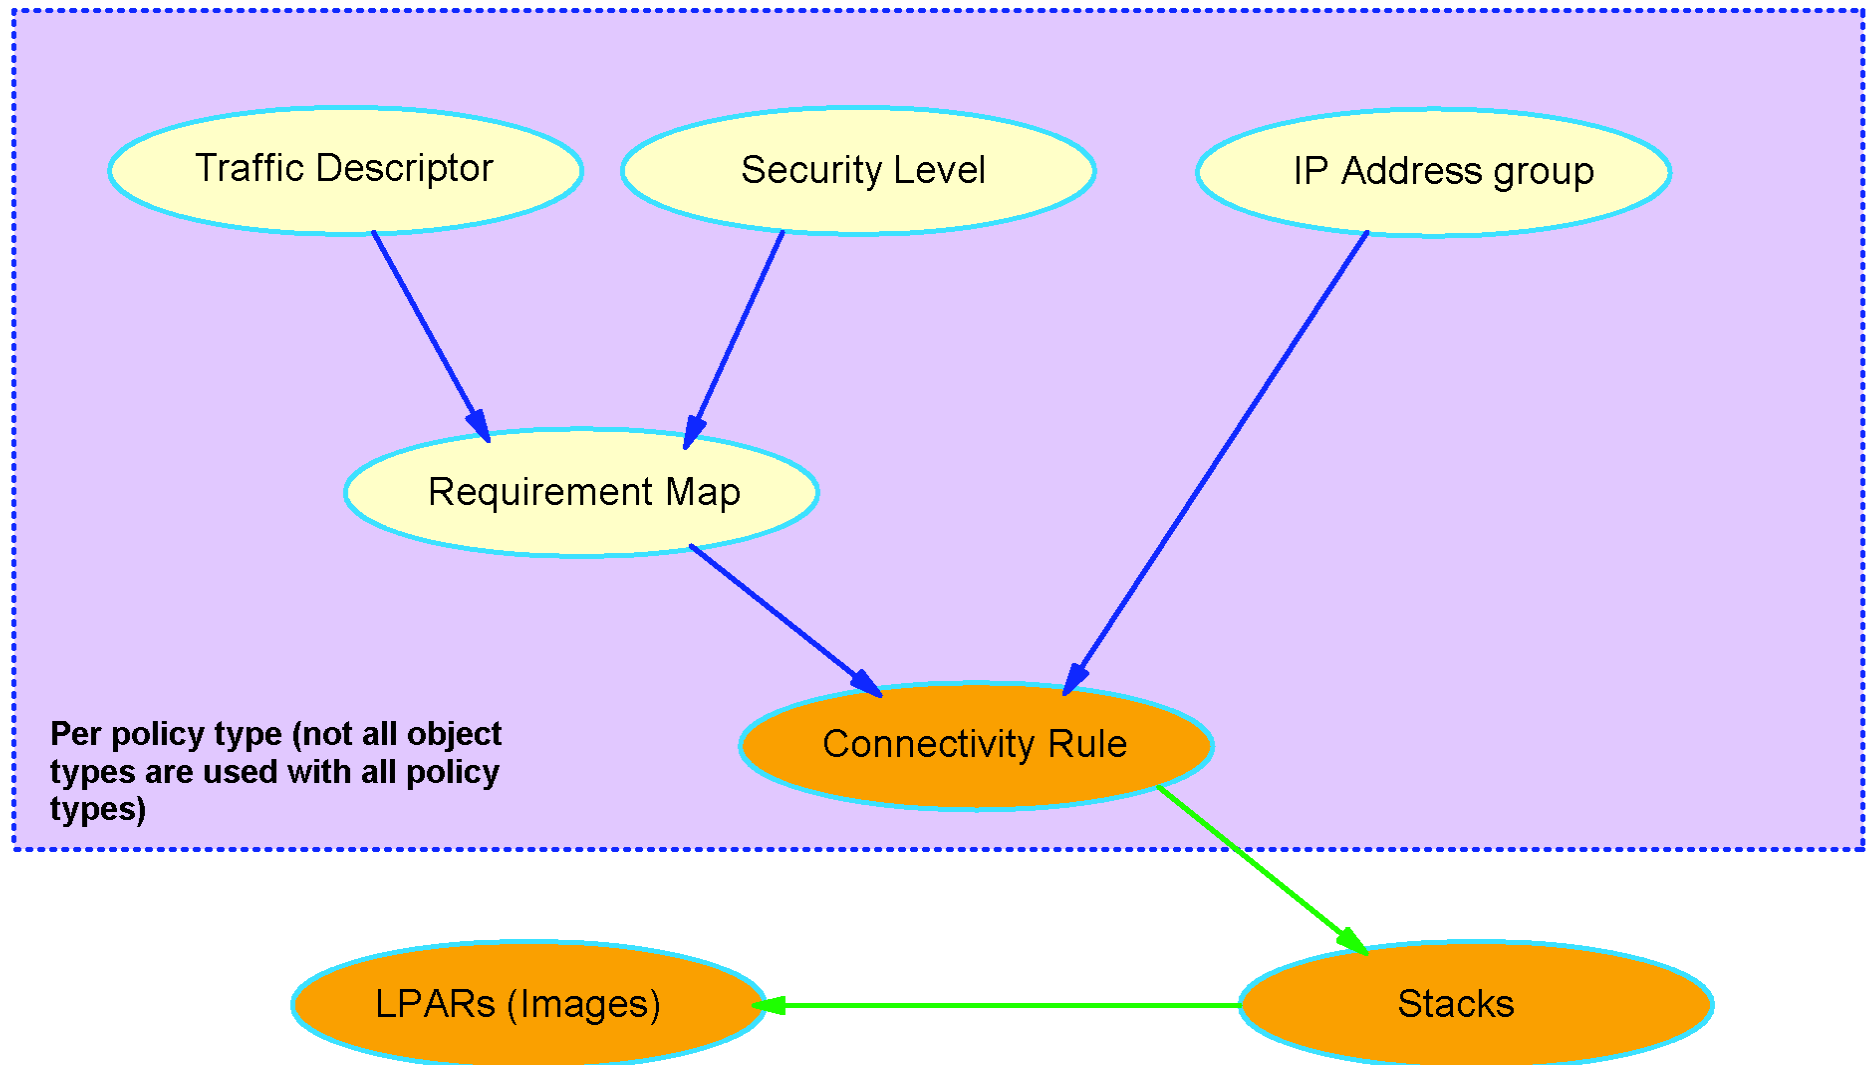 Traffic Descriptor
Security Level
IP Address group
Requirement Map
Connectivity Rule
Per policy type (not all object
types are used with all policy
types)
LPARs (Images)
Stacks